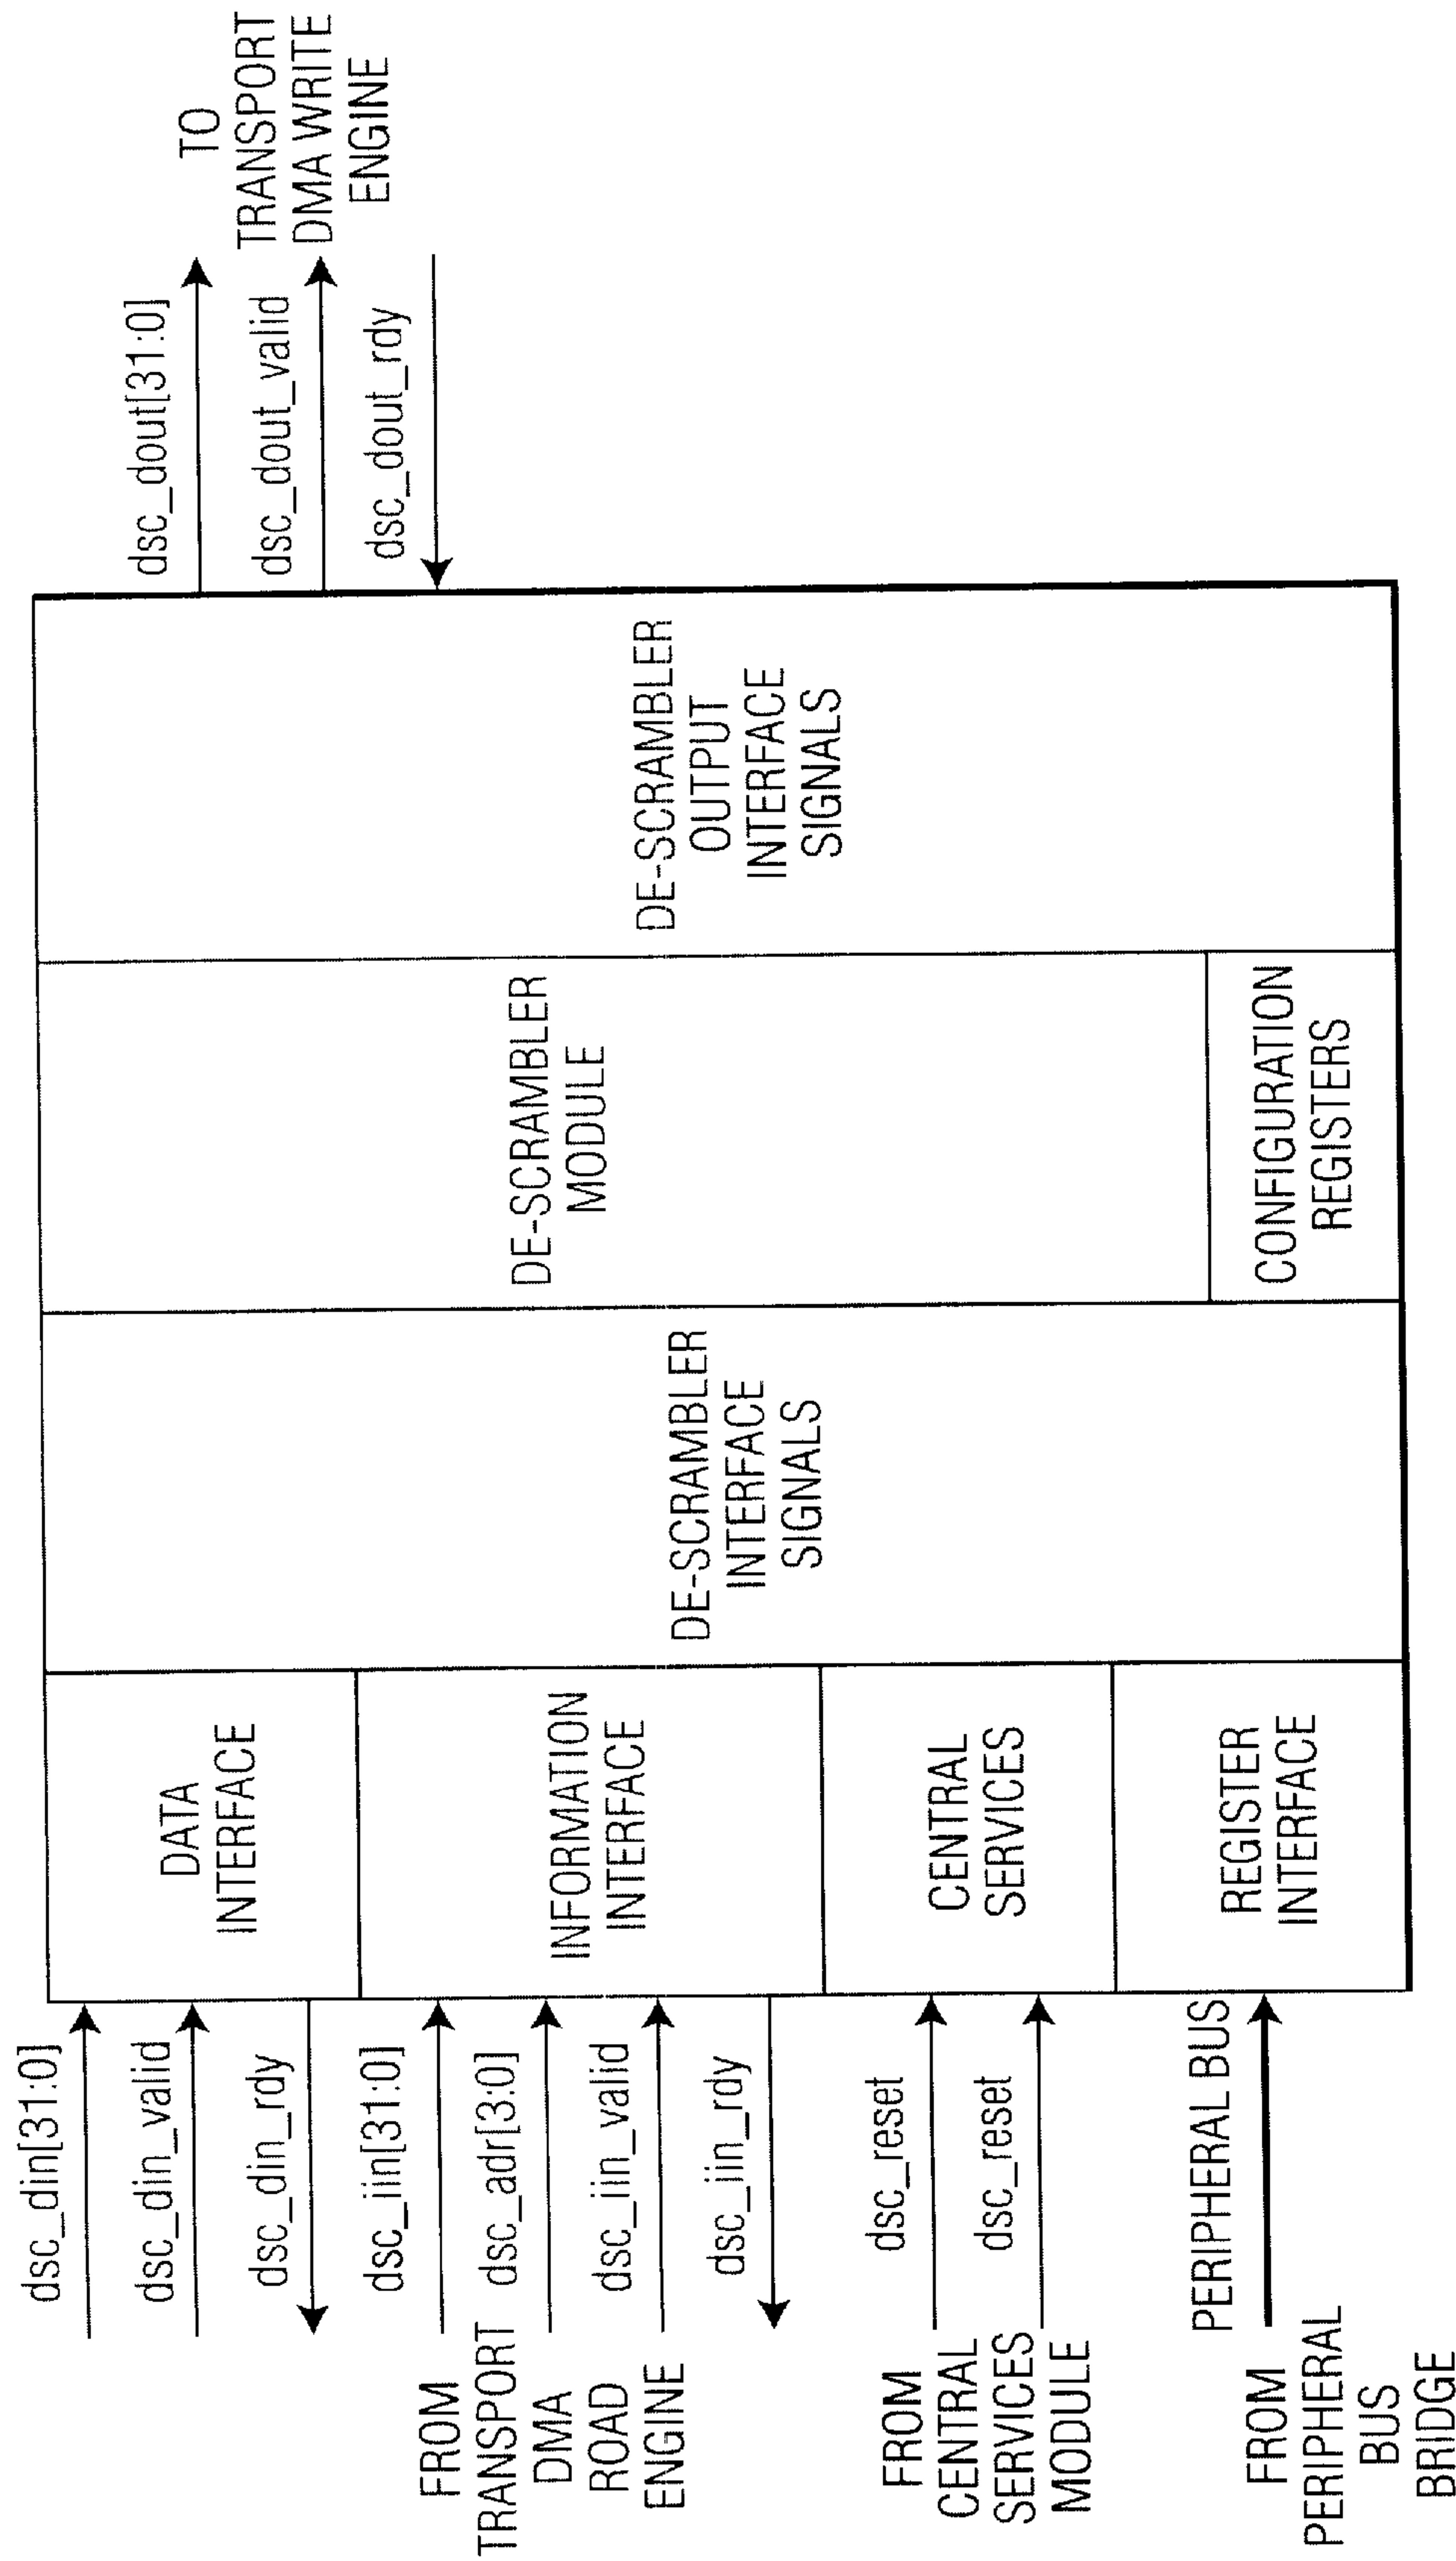 dsc_din[31:0]
dsc_din_valid
dsc_din_rdy
dsc_iin[31:0]
dsc_adr[3:0]
dsc_iin_valid
dsc_iin_rdy
dsc_reset
dsc_reset
PERIPHERAL BUS
FROM
TRANSPORT
DMA
ROAD
ENGINE
FROM
CENTRAL
SERVICES
MODULE
FROM
PERIPHERAL
BUS
BRIDGE
DATA
INTERFACE
INFORMATION
INTERFACE
CENTRAL
SERVICES
REGISTER
INTERFACE
DE-SCRAMBLER
INTERFACE
SIGNALS
DE-SCRAMBLER
MODULE
CONFIGURATION
REGISTERS
DE-SCRAMBLER
OUTPUT
INTERFACE
SIGNALS
dsc_dout[31:0]
dsc_dout_valid
dsc_dout_rdy
TO
TRANSPORT
DMA WRITE
ENGINE